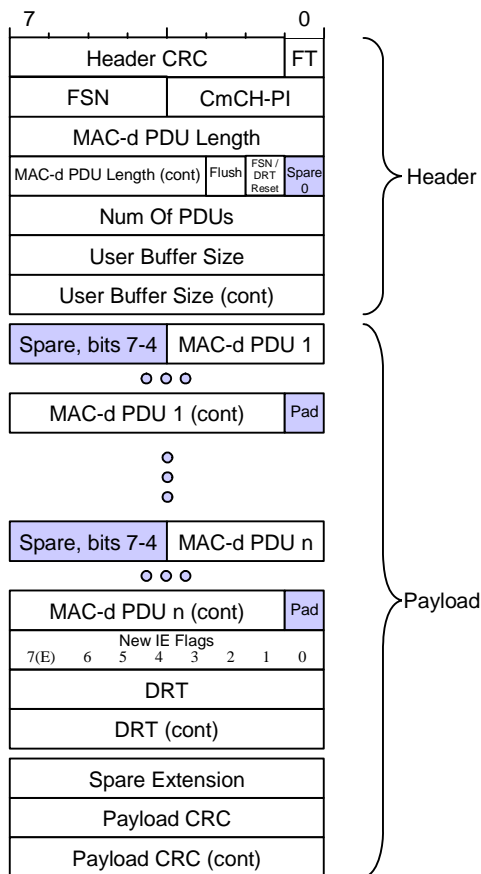 7 0
Header CRC FT
FSN CmCH-PI
MAC-d PDU Length
MAC-d PDU Length (cont) Flush FSN / DRT Reset Spare 0
Header
Num Of PDUs
User Buffer Size
User Buffer Size (cont)
Spare, bits 7-4 MAC-d PDU 1
MAC-d PDU 1 (cont) Pad
Spare, bits 7-4 MAC-d PDU n
MAC-d PDU n (cont) Pad
Payload
New IE Flags
7(E) 6 5 4 3 2 1 0
DRT
DRT (cont)
Spare Extension
Payload CRC
Payload CRC (cont)